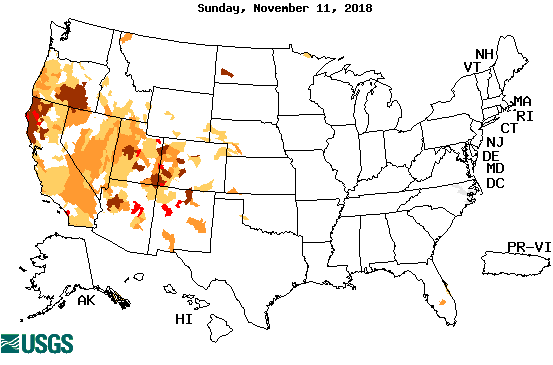 Sunday, November 11, 2018
NH
VT
MA
RI
CT
NJ
DE
MD
DC
PR-VI
AK
HI
USGS